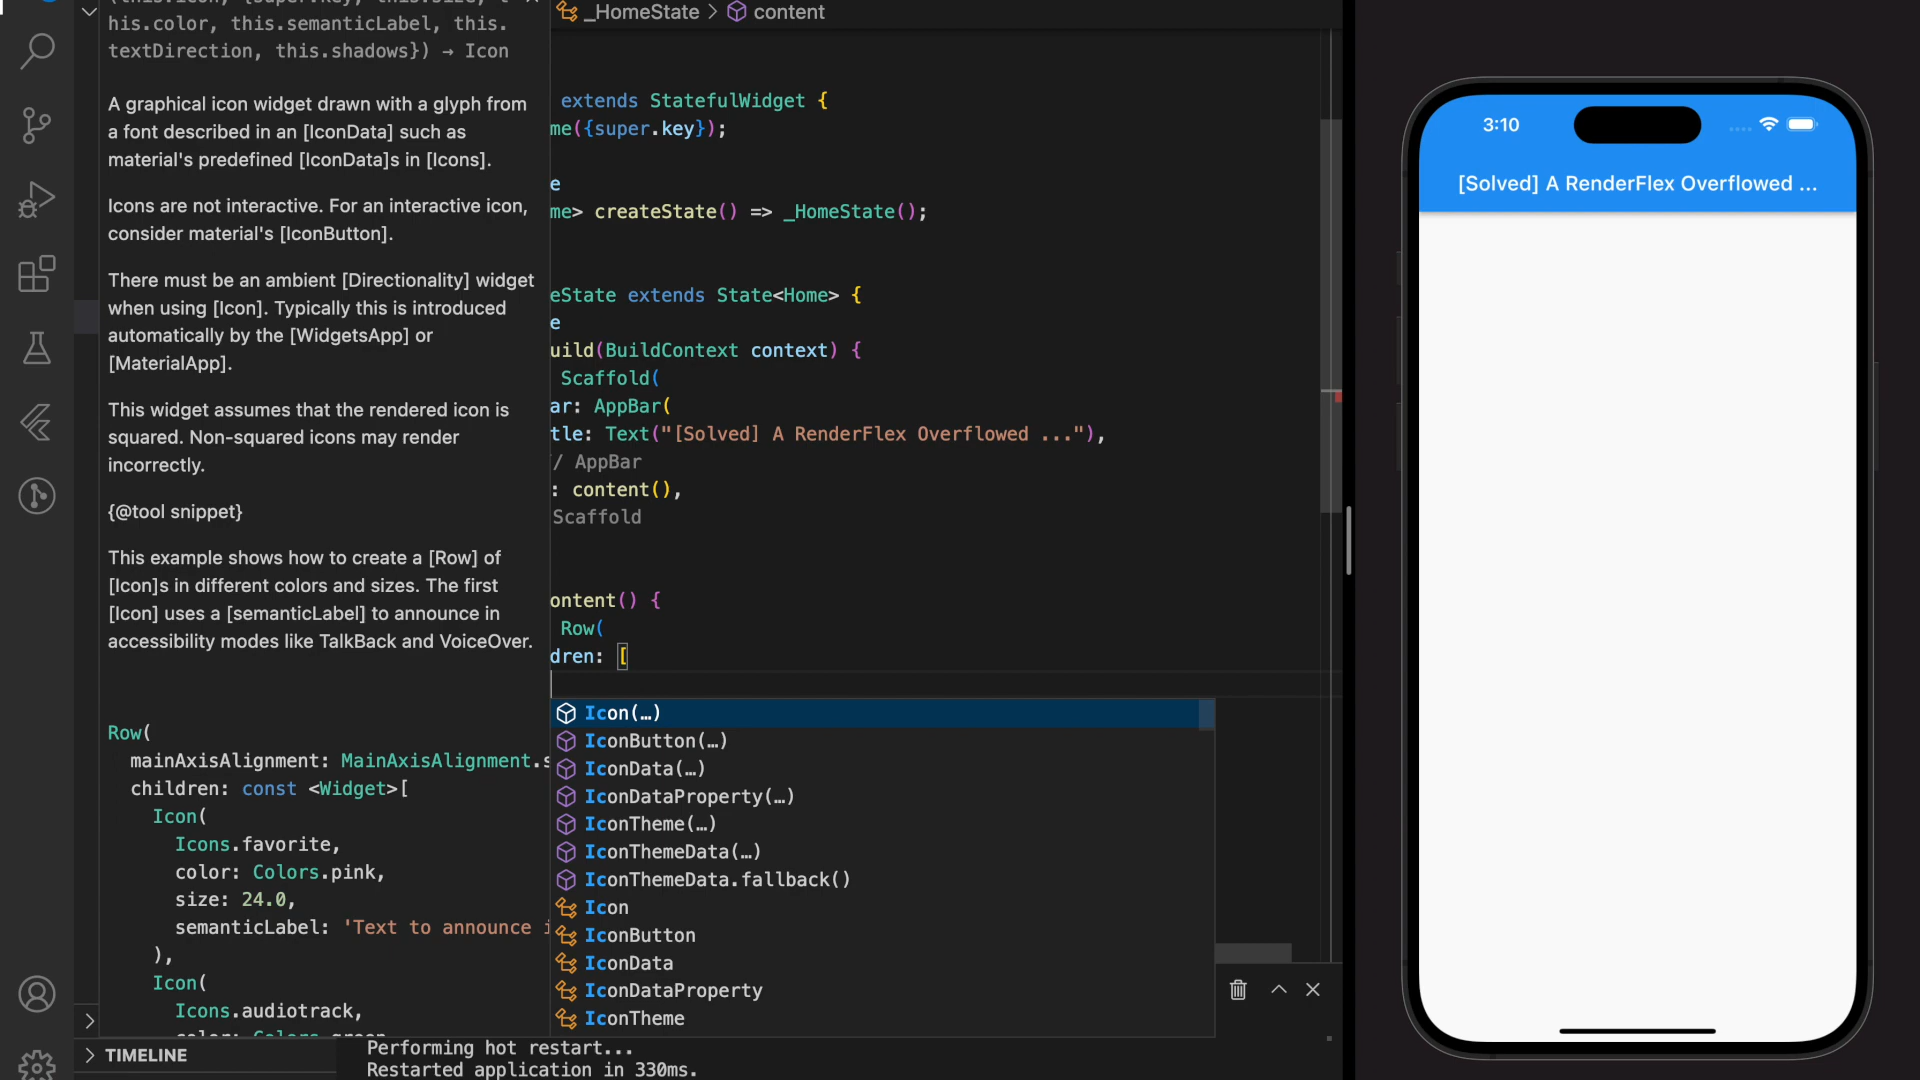 his.color, this.semanticLabel, this.
textDirection, this.shadows}) → Icon
A graphical icon widget drawn with a glyph from
a font described in an [IconData] such as
material's predefined [IconData]s in [Icons].
Icons are not interactive. For an interactive icon,
consider material's [IconButton].
There must be an ambient [Directionality] widget
when using [Icon]. Typically this is introduced
automatically by the [WidgetsApp] or
[MaterialApp].
This widget assumes that the rendered icon is
squared. Non-squared icons may render
incorrectly.
{@tool snippet}
This example shows how to create a [Row] of
[Icon]s in different colors and sizes. The first
[Icon] uses a [semanticLabel] to announce in
accessibility modes like TalkBack and VoiceOver.
Row(
mainAxisAlignment: MainAxisAlignment.s
children: const <Widget>[
Icon(
Icons.favorite,
color: Colors.pink,
size: 24.0,
semanticLabel: 'Text to announce i
),
Icon(
Icons.audiotrack,
color: Colors.green
TIMELINE
_HomeState > content
extends StatefulWidget {
me({super.key});
e
me> createState() => _HomeState();
eState extends State<Home> {
e
uild(BuildContext context) {
Scaffold(
ar: AppBar(
tle: Text("[Solved] A RenderFlex Overflowed ..."),
/ AppBar
: content(),
Scaffold
ontent() {
Row(
dren: [
Icon(…)
IconButton(…)
IconData(…)
IconDataProperty(…)
IconTheme(…)
IconThemeData(…)
IconThemeData.fallback()
Icon
IconButton
IconData
IconDataProperty
IconTheme
Performing hot restart...
Restarted application in 330ms.
3:10
[Solved] A RenderFlex Overflowed ...